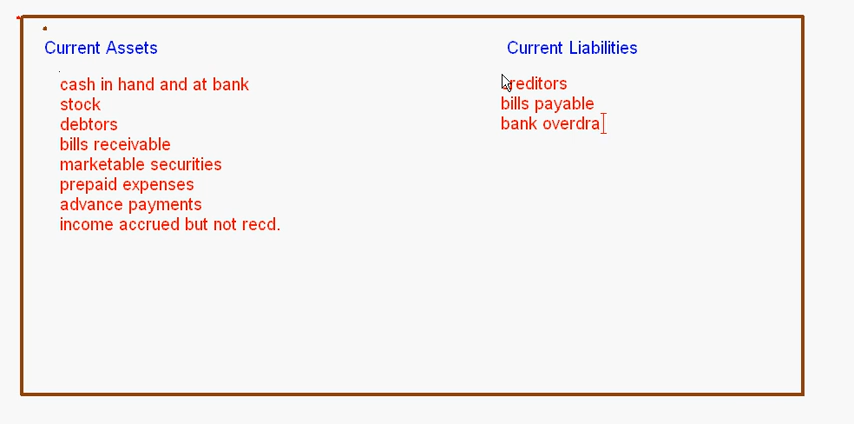 Current Assets
cash in hand and at bank
stock
debtors
bills receivable
marketable securities
prepaid expenses
advance payments
income accrued but not recd.
Current Liabilities
creditors
bills payable
bank overdra